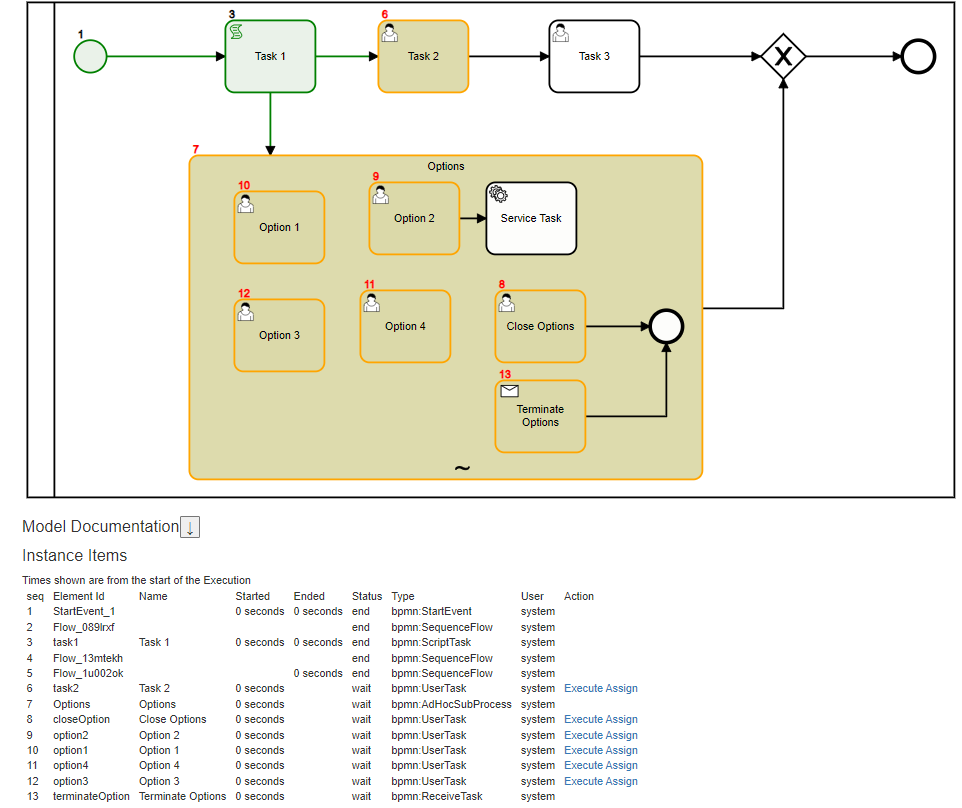 1
3
6
Task 1
Task 2
Task 3
X
7
Options
10
9
Option 1
Option 2
Service Task
12
11
8
Option 3
Option 4
Close Options
13
Terminate
Options
~
Model Documentation ↓
Instance Items
Times shown are from the start of the Execution
seq Element Id Name Started Ended Status Type User Action
1 StartEvent_1 0 seconds 0 seconds end bpmn:StartEvent system
2 Flow_089lrxf end bpmn:SequenceFlow system
3 task1 Task 1 0 seconds 0 seconds end bpmn:ScriptTask system
4 Flow_13mtekh end bpmn:SequenceFlow system
5 Flow_1u002ok 0 seconds end bpmn:SequenceFlow system
6 task2 Task 2 0 seconds wait bpmn:UserTask system Execute Assign
7 Options Options 0 seconds wait bpmn:AdHocSubProcess system
8 closeOption Close Options 0 seconds wait bpmn:UserTask system Execute Assign
9 option2 Option 2 0 seconds wait bpmn:UserTask system Execute Assign
10 option1 Option 1 0 seconds wait bpmn:UserTask system Execute Assign
11 option4 Option 4 0 seconds wait bpmn:UserTask system Execute Assign
12 option3 Option 3 0 seconds wait bpmn:UserTask system Execute Assign
13 terminateOption Terminate Options 0 seconds wait bpmn:ReceiveTask system